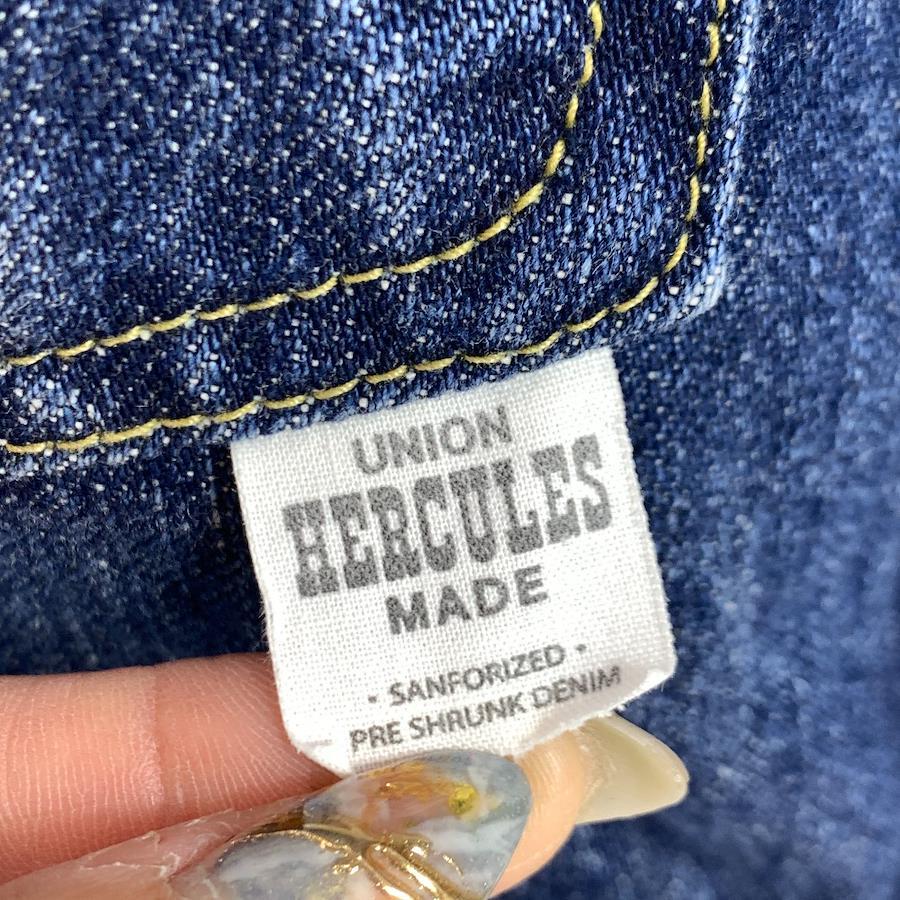 UNION
HERCULES
MADE
· SANFORIZED ·
PRE SHRUNK DENIM